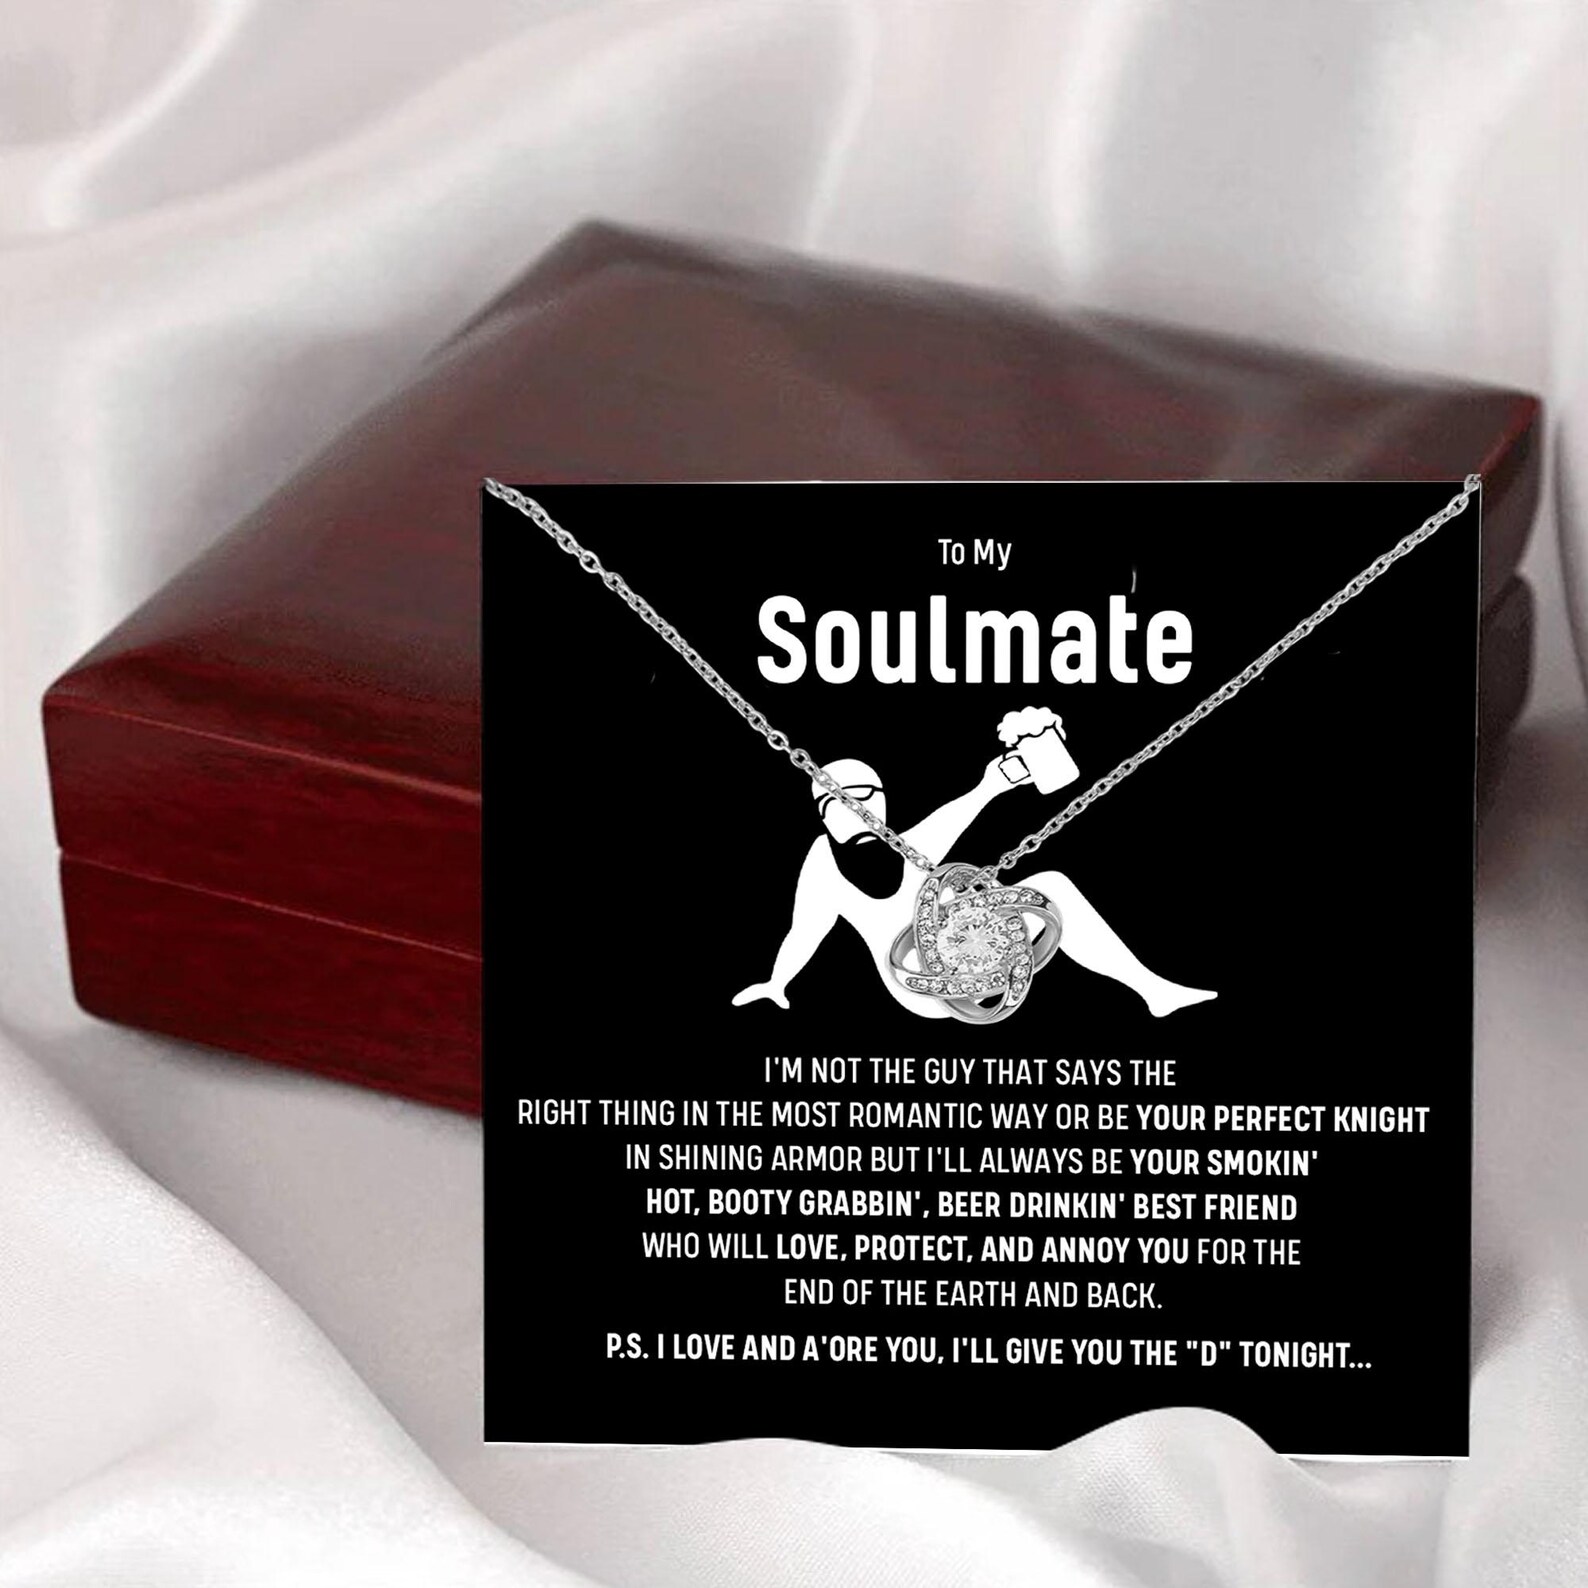 To My
Soulmate
I'M NOT THE GUY THAT SAYS THE
RIGHT THING IN THE MOST ROMANTIC WAY OR BE YOUR PERFECT KNIGHT
IN SHINING ARMOR BUT I'LL ALWAYS BE YOUR SMOKIN'
HOT, BOOTY GRABBIN', BEER DRINKIN' BEST FRIEND
WHO WILL LOVE, PROTECT, AND ANNOY YOU FOR THE
END OF THE EARTH AND BACK.
P.S. I LOVE AND A'ORE YOU, I'LL GIVE YOU THE "D" TONIGHT...